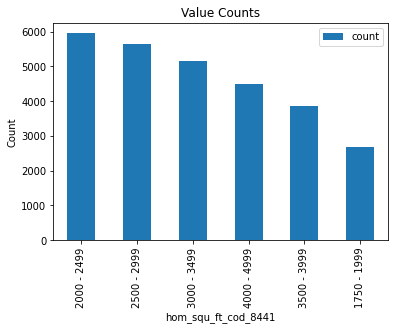 Value Counts
count
6000
5000
4000
3000
2000
1000
0
Count
2000 - 2499
2500 - 2999
3000 - 3499
4000 - 4999
3500 - 3999
1750 - 1999
hom_squ_ft_cod_8441